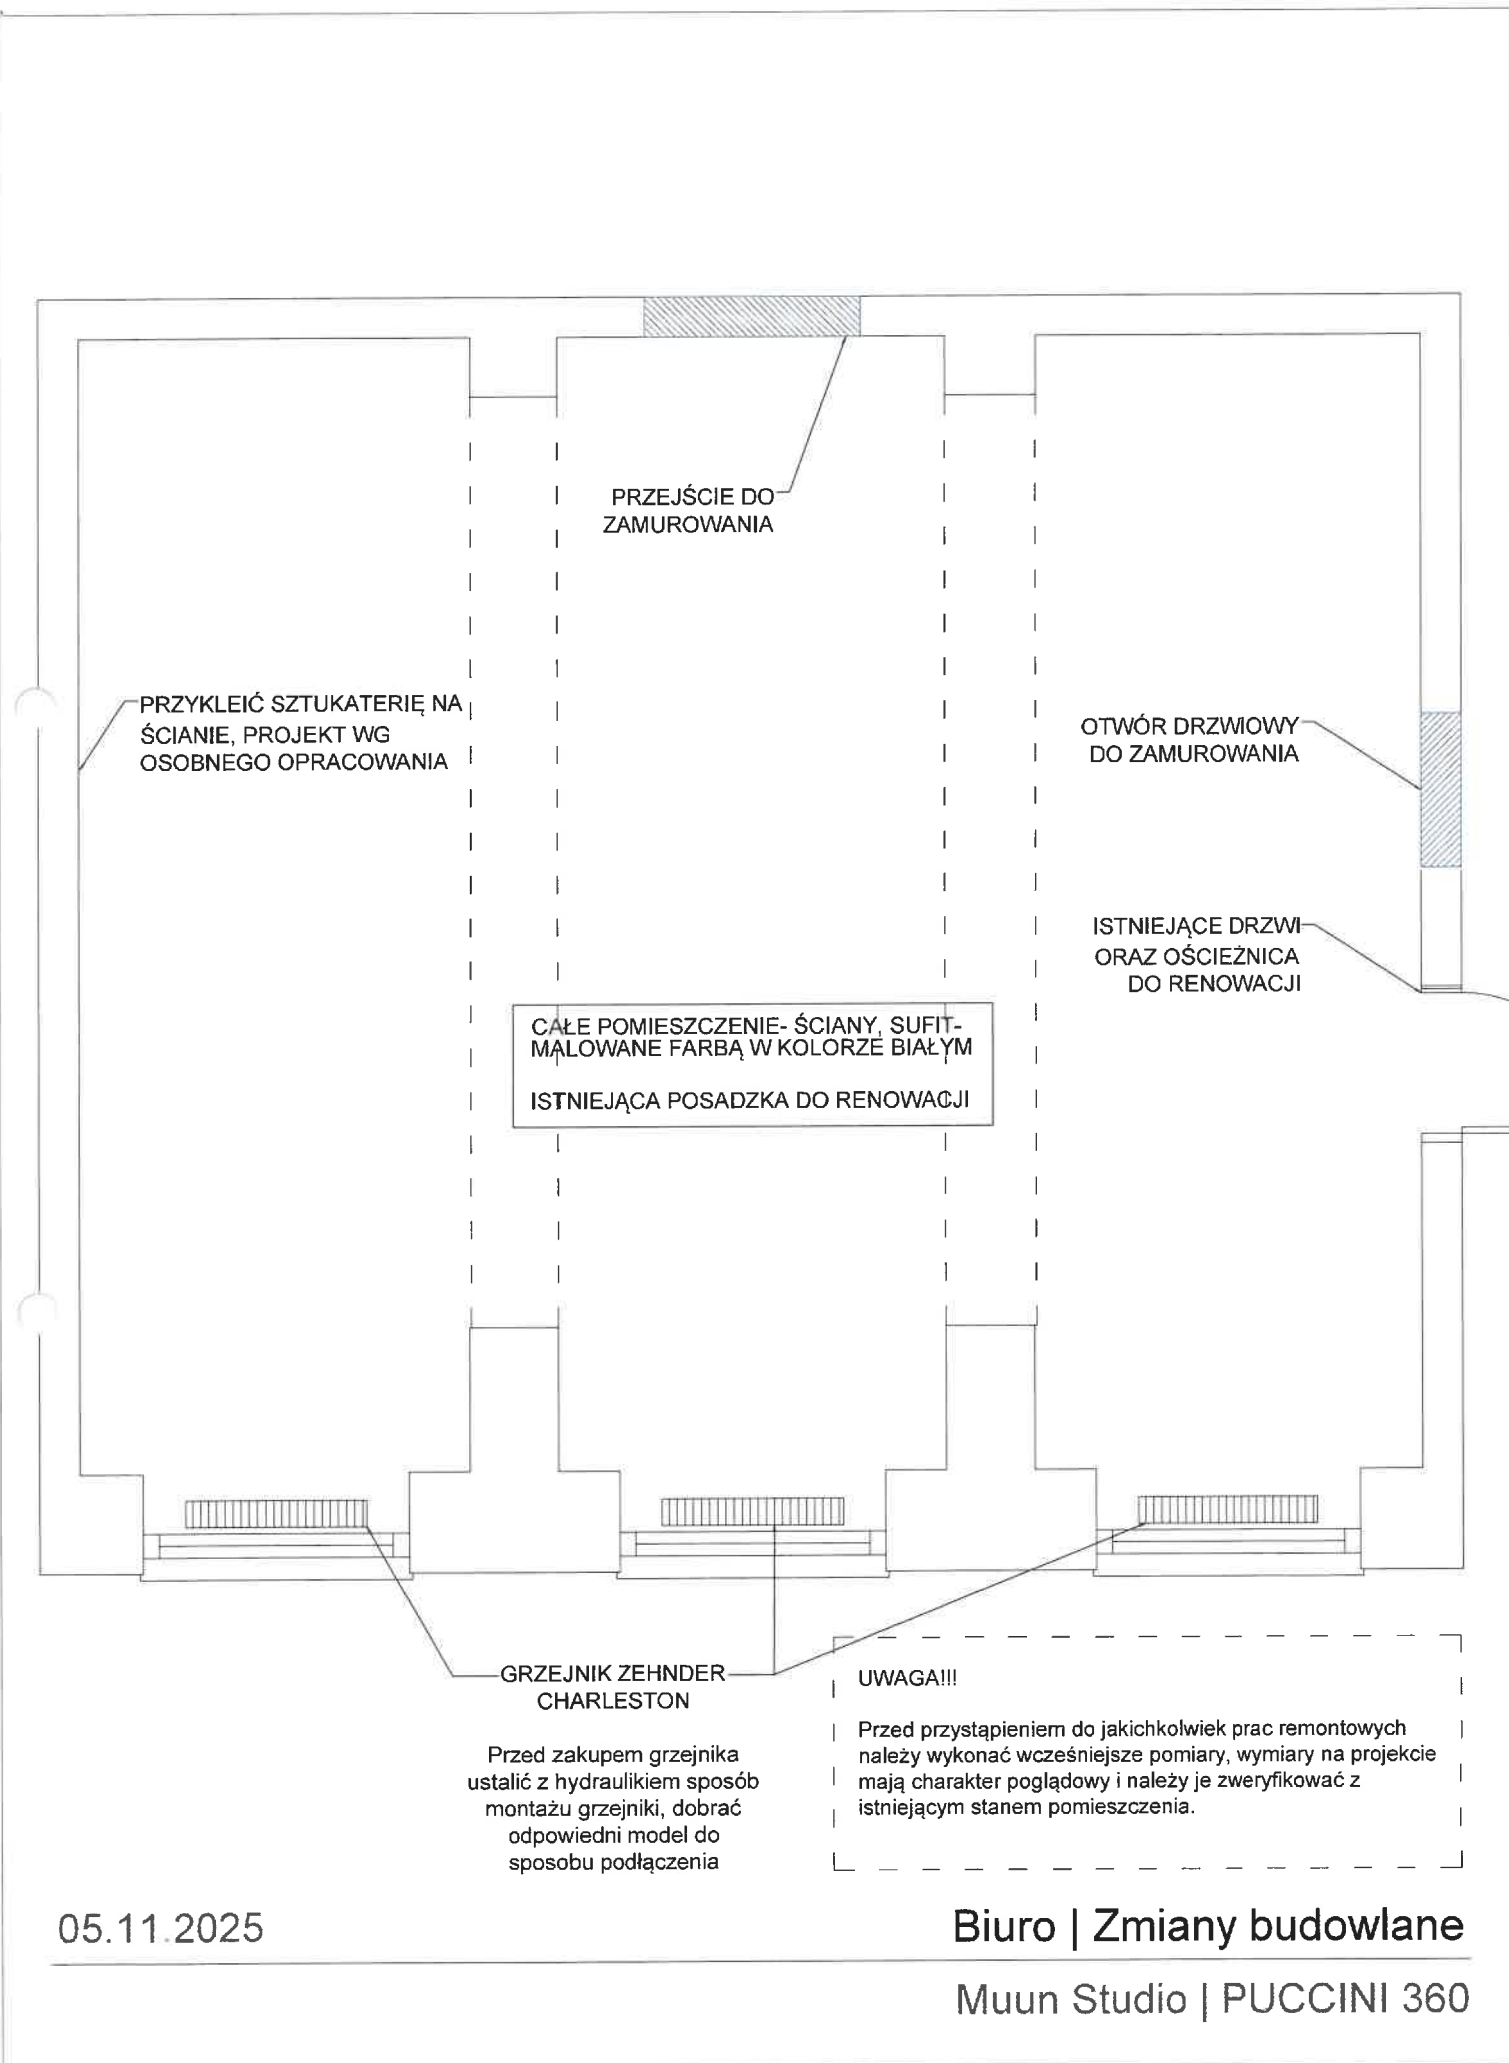 PRZEJŚCIE DO
ZAMUROWANIA
PRZYKLEIĆ SZTUKATERIĘ NA
ŚCIANIE, PROJEKT WG
OSOBNEGO OPRACOWANIA
OTWÓR DRZWIOWY
DO ZAMUROWANIA
ISTNIEJĄCE DRZWI
ORAZ OŚCIEŻNICA
DO RENOWACJI
CAŁE POMIESZCZENIE- ŚCIANY, SUFIT-
MALOWANE FARBĄ W KOLORZE BIAŁYM
ISTNIEJĄCA POSADZKA DO RENOWACJI
GRZEJNIK ZEHNDER
CHARLESTON
Przed zakupem grzejnika
ustalić z hydraulikiem sposób
montażu grzejniki, dobrać
odpowiedni model do
sposobu podłączenia
UWAGA!!!
Przed przystąpieniem do jakichkolwiek prac remontowych
należy wykonać wcześniejsze pomiary, wymiary na projekcie
mają charakter poglądowy i należy je zweryfikować z
istniejącym stanem pomieszczenia.
05.11.2025
Biuro | Zmiany budowlane
Muun Studio | PUCCINI 360